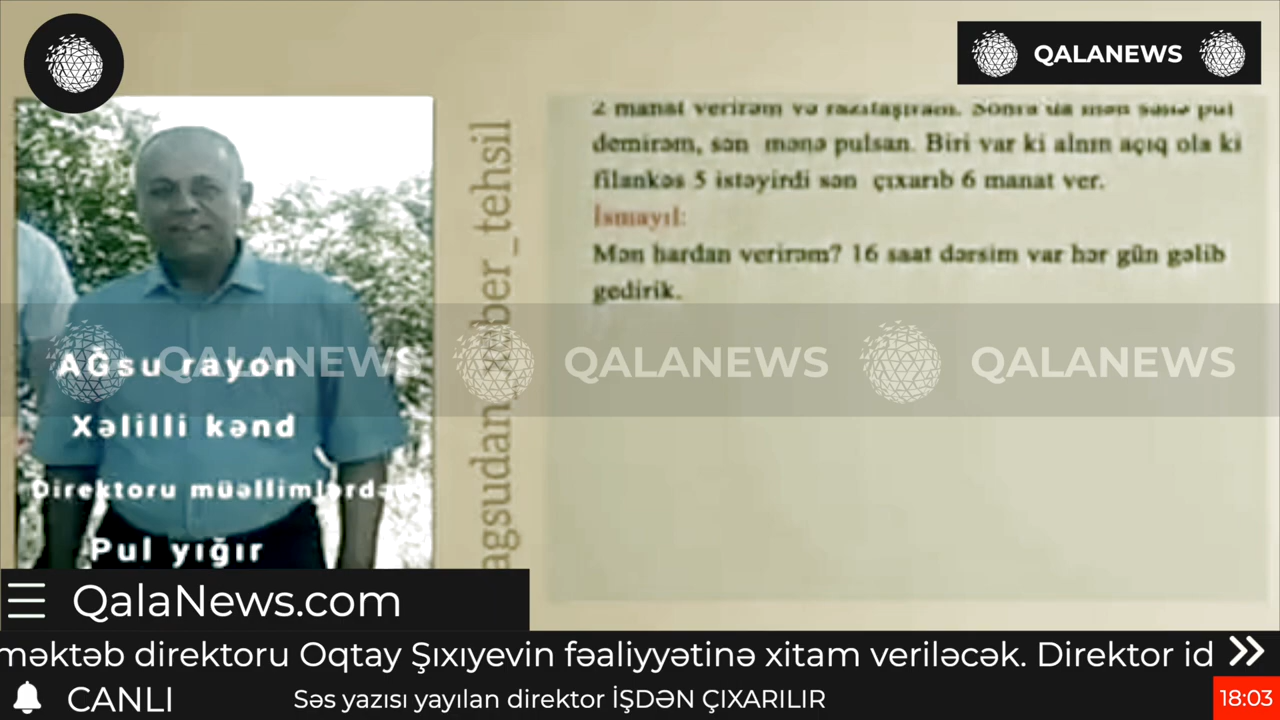 QALANEWS
2 manat verirəm və razılaşıram. Sonra da mən sənə pul
demirəm, sən mənə pulsan. Biri var ki alnın açıq ola ki
filankəs 5 istəyirdi sən çıxarıb 6 manat ver.
İsmayıl:
Mən hardan verirəm? 16 saat dərsim var hər gün gəlib
gedirik.
agsudan_xəber_tehsil
QALANEWS QALANEWS QALANEWS
AĞsu rayon
Xəlilli kənd
Direktoru müəllimlərdən
Pul yığır
QalaNews.com
məktəb direktoru Oqtay Şıxıyevin fəaliyyətinə xitam veriləcək. Direktor id
CANLI
Səs yazısı yayılan direktor İŞDƏN ÇIXARILIR
18:03